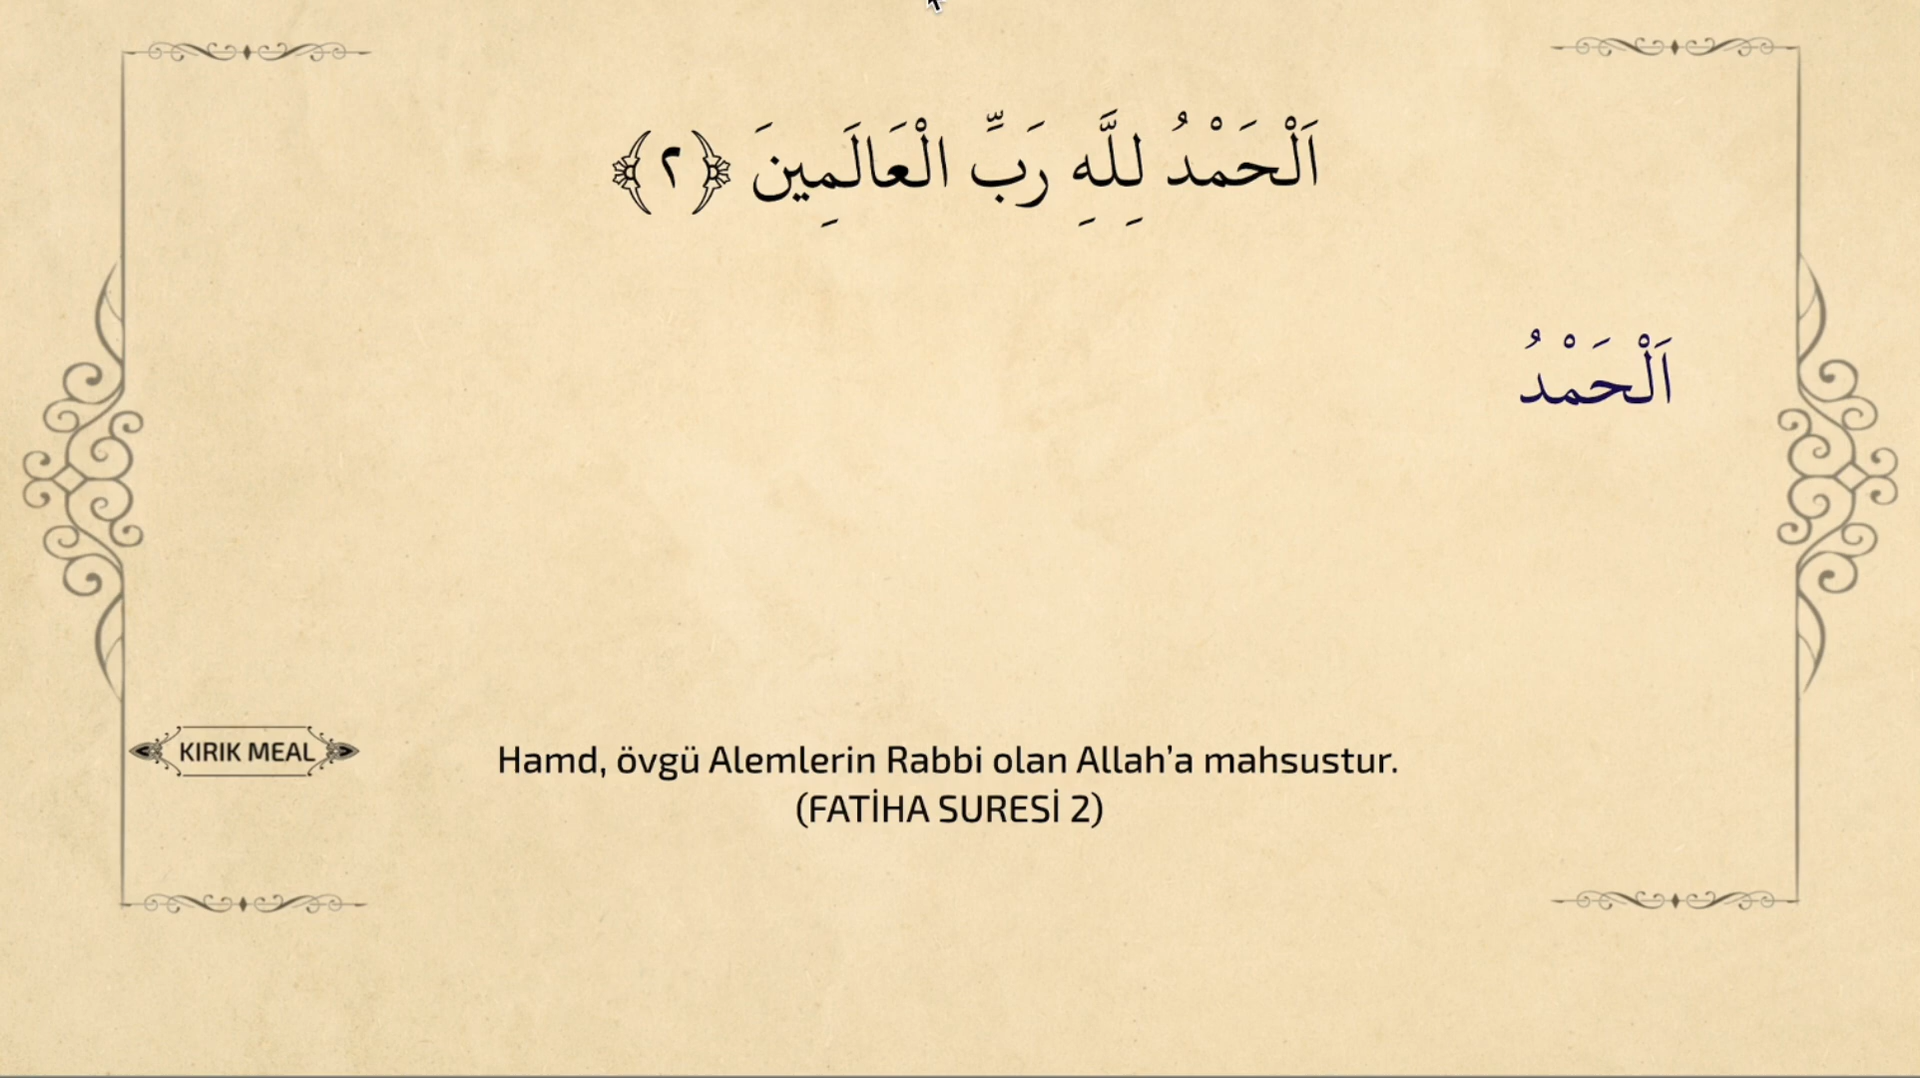 اَلْحَمْدُ لِلَّهِ رَبِّ الْعَالَمِينَ ﴿٢﴾
اَلْحَمْدُ
KIRIK MEAL
Hamd, övgü Alemlerin Rabbi olan Allah’a mahsustur.
(FATİHA SURESİ 2)